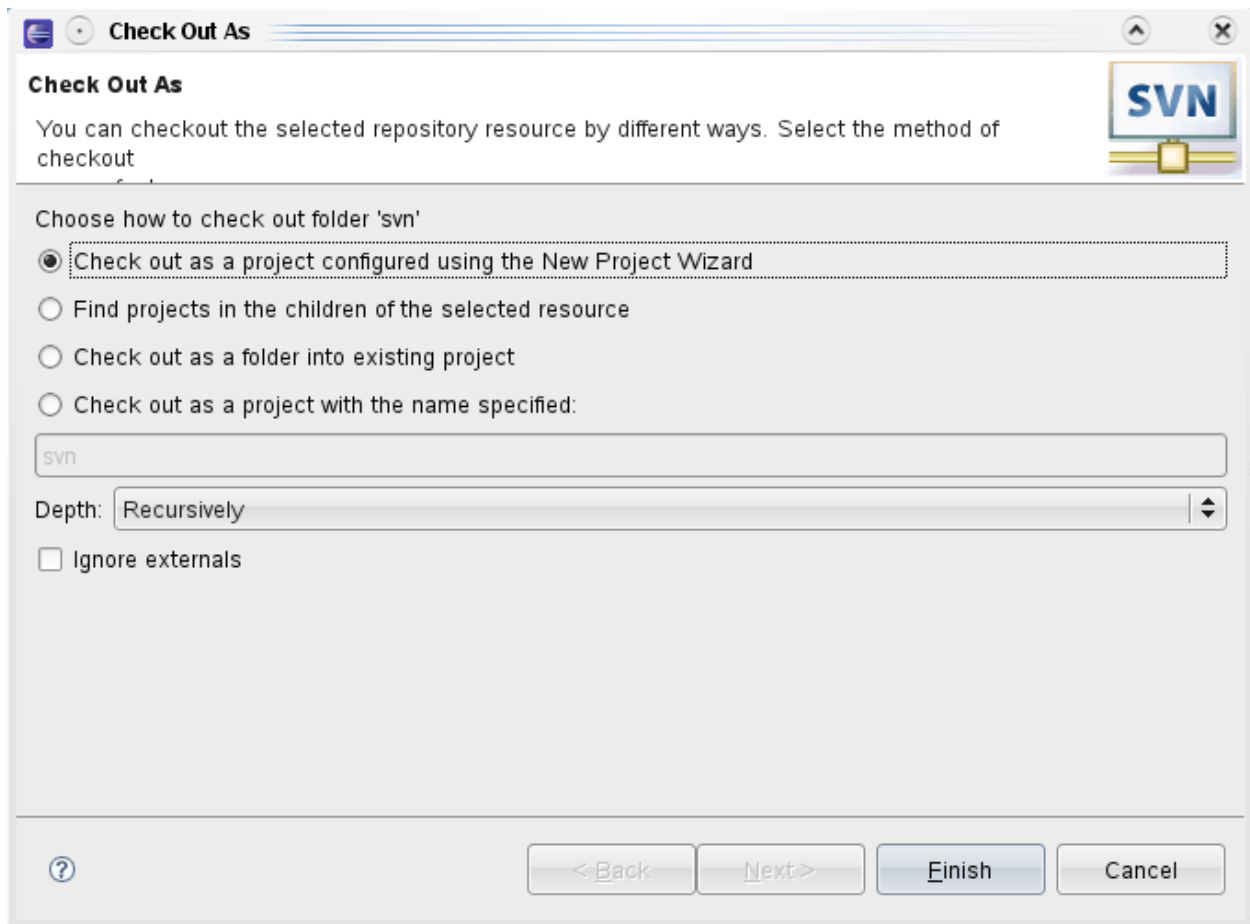 Check Out As
Check Out As
SVN
You can checkout the selected repository resource by different ways. Select the method of
checkout
Choose how to check out folder 'svn'
Check out as a project configured using the New Project Wizard
Find projects in the children of the selected resource
Check out as a folder into existing project
Check out as a project with the name specified:
svn
Depth: Recursively
Ignore externals
< Back Next > Finish Cancel